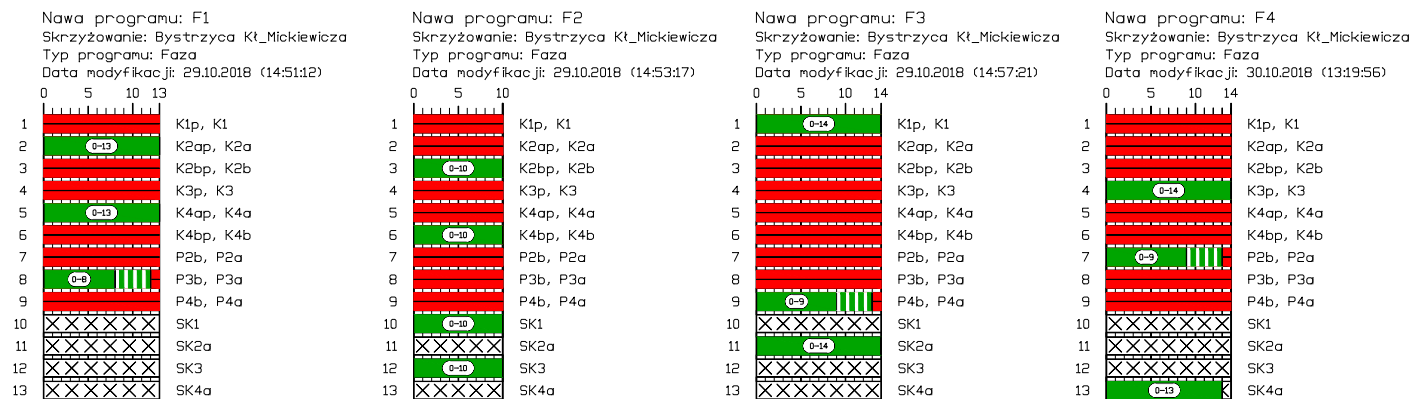 Nawa programu: F1
Skrzyżowanie: Bystrzyca Kł_Mickiewicza
Typ programu: Faza
Data modyfikacji: 29.10.2018 (14:51:12)
0 5 10 13
1 K1p, K1
2 0-13 K2ap, K2a
3 K2bp, K2b
4 K3p, K3
5 0-13 K4ap, K4a
6 K4bp, K4b
7 P2b, P2a
8 0-8 P3b, P3a
9 P4b, P4a
10 SK1
11 SK2a
12 SK3
13 SK4a
Nawa programu: F2
Skrzyżowanie: Bystrzyca Kł_Mickiewicza
Typ programu: Faza
Data modyfikacji: 29.10.2018 (14:53:17)
0 5 10
1 K1p, K1
2 K2ap, K2a
3 0-10 K2bp, K2b
4 K3p, K3
5 K4ap, K4a
6 0-10 K4bp, K4b
7 P2b, P2a
8 P3b, P3a
9 P4b, P4a
10 0-10 SK1
11 SK2a
12 0-10 SK3
13 SK4a
Nawa programu: F3
Skrzyżowanie: Bystrzyca Kł_Mickiewicza
Typ programu: Faza
Data modyfikacji: 29.10.2018 (14:57:21)
0 5 10 14
1 0-14 K1p, K1
2 K2ap, K2a
3 K2bp, K2b
4 K3p, K3
5 K4ap, K4a
6 K4bp, K4b
7 P2b, P2a
8 P3b, P3a
9 0-9 P4b, P4a
10 SK1
11 0-14 SK2a
12 SK3
13 SK4a
Nawa programu: F4
Skrzyżowanie: Bystrzyca Kł_Mickiewicza
Typ programu: Faza
Data modyfikacji: 30.10.2018 (13:19:56)
0 5 10 14
1 K1p, K1
2 K2ap, K2a
3 K2bp, K2b
4 0-14 K3p, K3
5 K4ap, K4a
6 K4bp, K4b
7 0-9 P2b, P2a
8 P3b, P3a
9 P4b, P4a
10 SK1
11 SK2a
12 SK3
13 0-13 SK4a